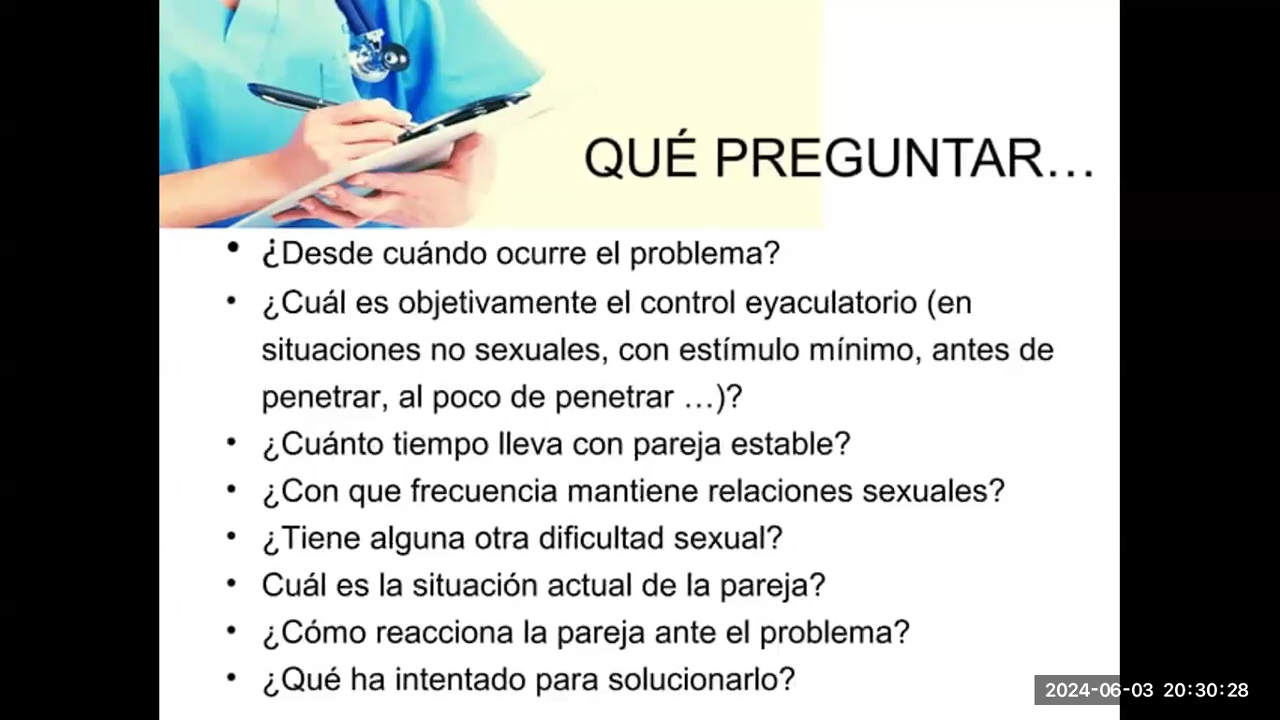 QUÉ PREGUNTAR…
• ¿Desde cuándo ocurre el problema?
• ¿Cuál es objetivamente el control eyaculatorio (en
situaciones no sexuales, con estímulo mínimo, antes de
penetrar, al poco de penetrar …)?
• ¿Cuánto tiempo lleva con pareja estable?
• ¿Con que frecuencia mantiene relaciones sexuales?
• ¿Tiene alguna otra dificultad sexual?
• Cuál es la situación actual de la pareja?
• ¿Cómo reacciona la pareja ante el problema?
• ¿Qué ha intentado para solucionarlo?
2024-06-03 20:30:28